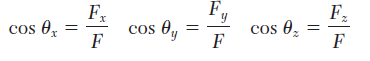 cos θx = Fx/F cos θy = Fy/F cos θz = Fz/F